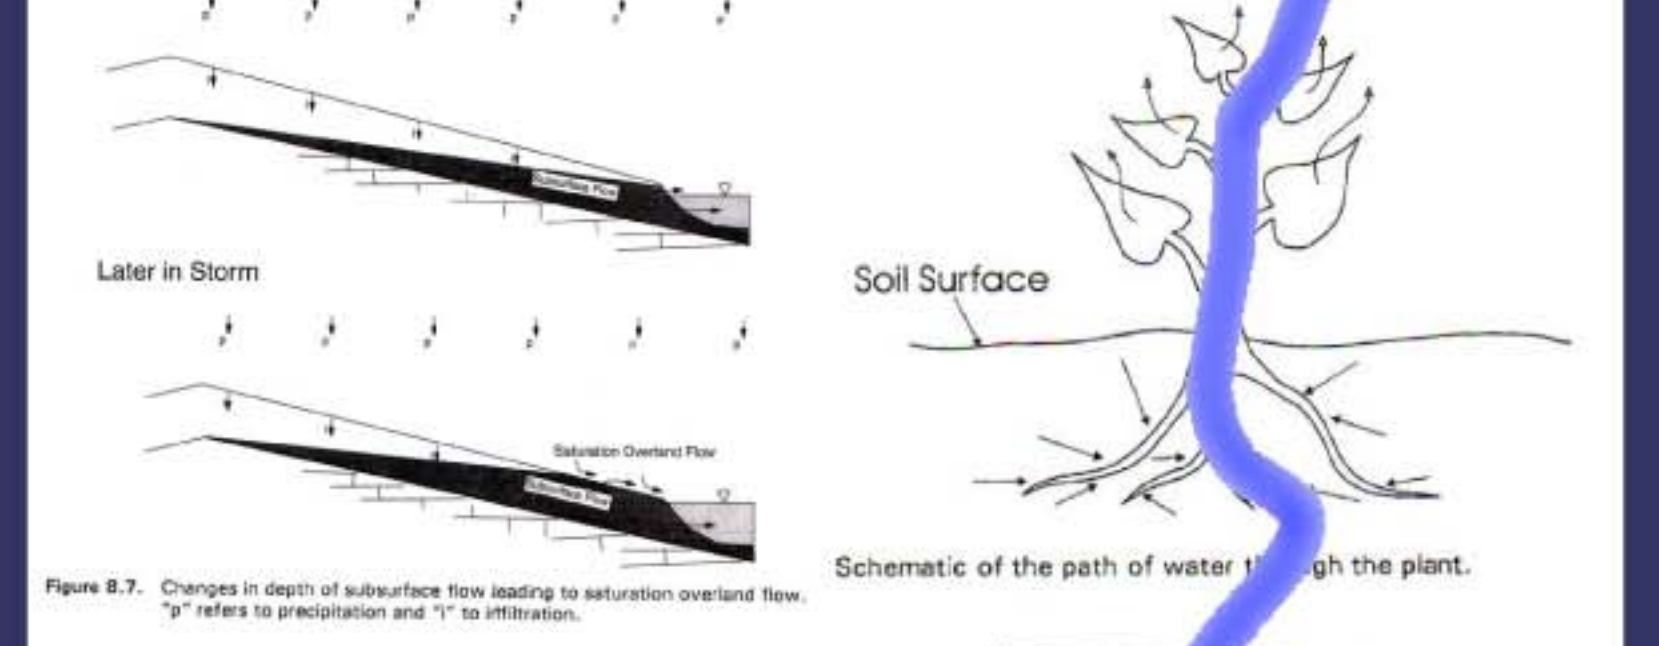 Subsurface Flow
Later in Storm
Saturation Overland Flow
Subsurface Flow
Figure 8.7. Changes in depth of subsurface flow leading to saturation overland flow.
"p" refers to precipitation and "i" to infiltration.
Soil Surface
Schematic of the path of water the plant.